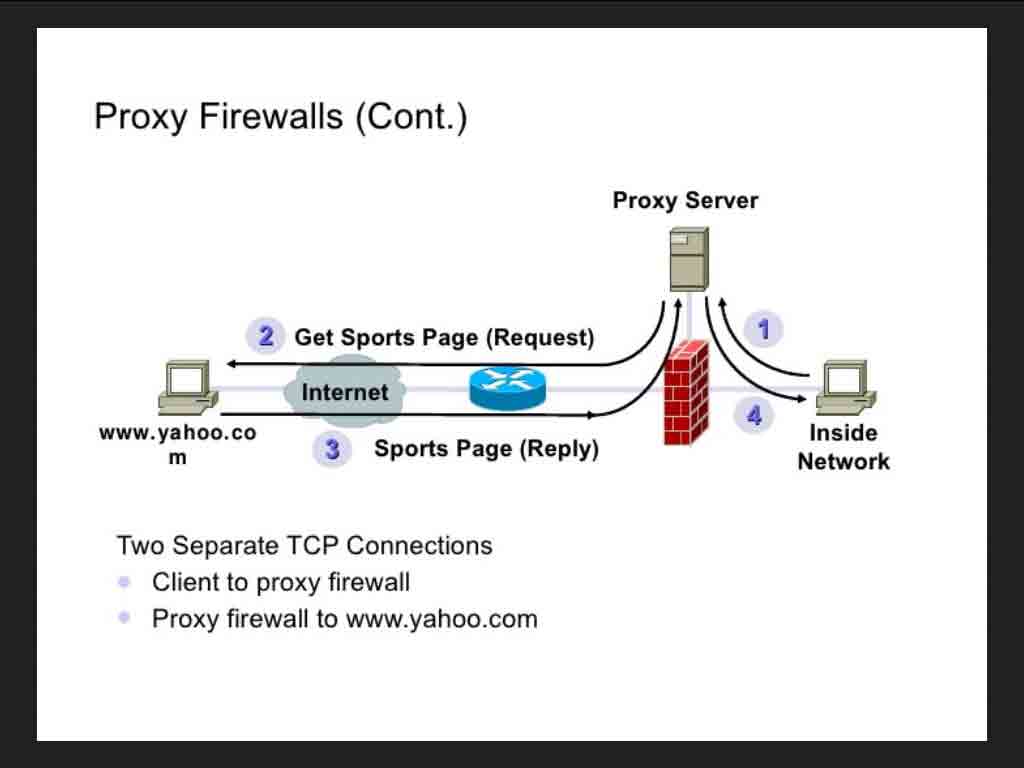 Proxy Firewalls (Cont.)
Proxy Server
1
2 Get Sports Page (Request)
Internet
www.yahoo.co
m
3 Sports Page (Reply)
4
Inside
Network
Two Separate TCP Connections
Client to proxy firewall
Proxy firewall to www.yahoo.com